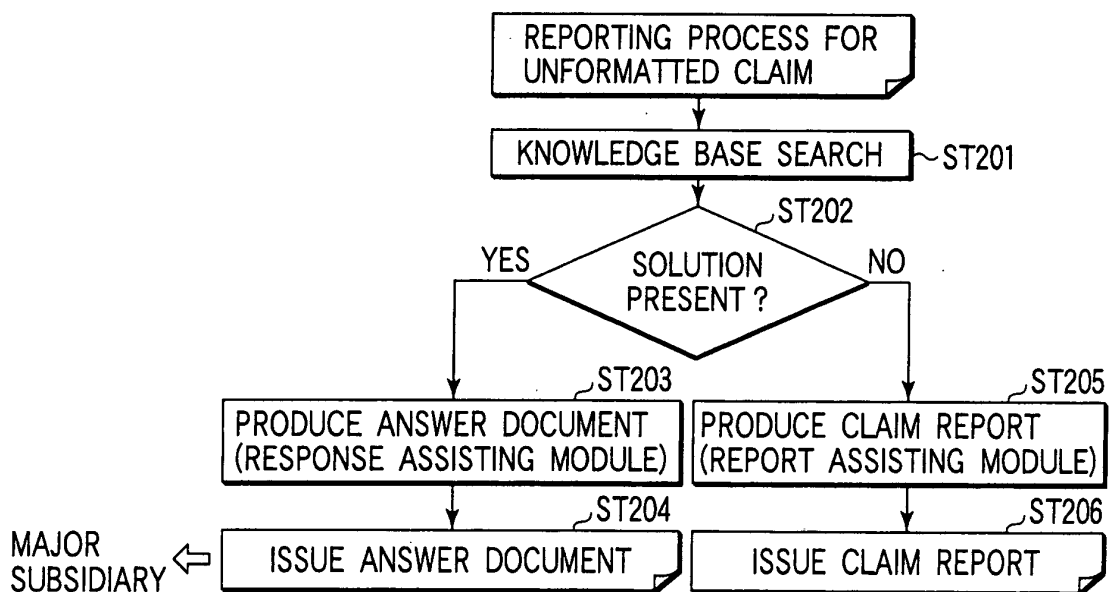 REPORTING PROCESS FOR
UNFORMATTED CLAIM
KNOWLEDGE BASE SEARCH
ST201
ST202
YES
SOLUTION
PRESENT ?
NO
ST203
PRODUCE ANSWER DOCUMENT
(RESPONSE ASSISTING MODULE)
ST205
PRODUCE CLAIM REPORT
(REPORT ASSISTING MODULE)
ST204
ISSUE ANSWER DOCUMENT
MAJOR
SUBSIDIARY
ST206
ISSUE CLAIM REPORT